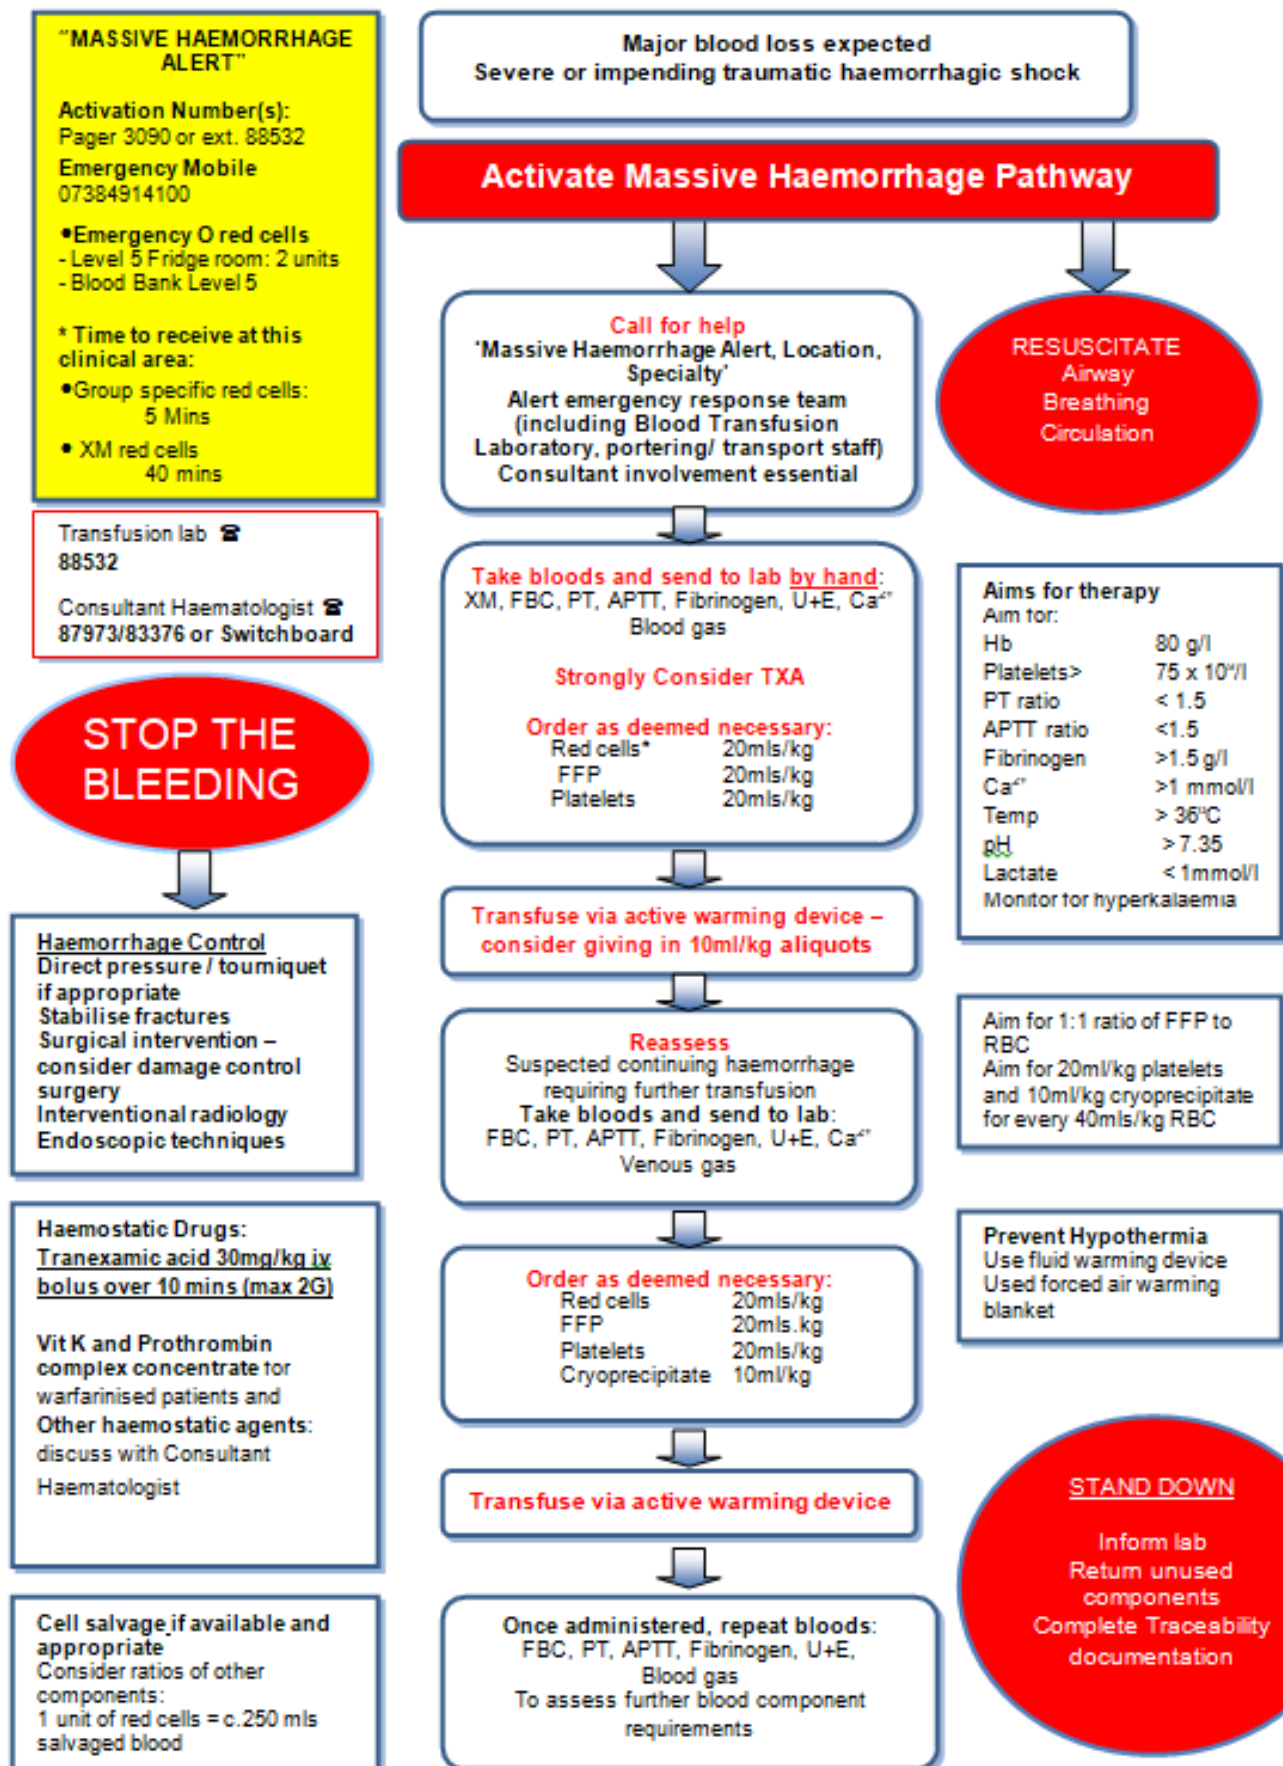 "MASSIVE HAEMORRHAGE
ALERT"
Activation Number(s):
Pager 3090 or ext. 88532
Emergency Mobile
07384914100
•Emergency O red cells
- Level 5 Fridge room: 2 units
- Blood Bank Level 5
* Time to receive at this
clinical area:
•Group specific red cells:
5 Mins
• XM red cells
40 mins
Transfusion lab ☎
88532
Consultant Haematologist ☎
87973/83376 or Switchboard
STOP THE
BLEEDING
Haemorrhage Control
Direct pressure / tourniquet
if appropriate
Stabilise fractures
Surgical intervention –
consider damage control
surgery
Interventional radiology
Endoscopic techniques
Haemostatic Drugs:
Tranexamic acid 30mg/kg iv
bolus over 10 mins (max 2G)
Vit K and Prothrombin
complex concentrate for
warfarinised patients and
Other haemostatic agents:
discuss with Consultant
Haematologist
Cell salvage if available and
appropriate
Consider ratios of other
components:
1 unit of red cells = c.250 mls
salvaged blood
Major blood loss expected
Severe or impending traumatic haemorrhagic shock
Activate Massive Haemorrhage Pathway
Call for help
'Massive Haemorrhage Alert, Location,
Specialty'
Alert emergency response team
(including Blood Transfusion
Laboratory, portering/ transport staff)
Consultant involvement essential
Take bloods and send to lab by hand:
XM, FBC, PT, APTT, Fibrinogen, U+E, Ca²⁺
Blood gas
Strongly Consider TXA
Order as deemed necessary:
Red cells* 20mls/kg
FFP 20mls/kg
Platelets 20mls/kg
Transfuse via active warming device –
consider giving in 10ml/kg aliquots
Reassess
Suspected continuing haemorrhage
requiring further transfusion
Take bloods and send to lab:
FBC, PT, APTT, Fibrinogen, U+E, Ca²⁺
Venous gas
Order as deemed necessary:
Red cells 20mls/kg
FFP 20mls.kg
Platelets 20mls/kg
Cryoprecipitate 10ml/kg
Transfuse via active warming device
Once administered, repeat bloods:
FBC, PT, APTT, Fibrinogen, U+E,
Blood gas
To assess further blood component
requirements
RESUSCITATE
Airway
Breathing
Circulation
Aims for therapy
Aim for:
Hb 80 g/l
Platelets> 75 x 10⁹/l
PT ratio < 1.5
APTT ratio <1.5
Fibrinogen >1.5 g/l
Ca²⁺ >1 mmol/l
Temp > 36°C
pH > 7.35
Lactate < 1mmol/l
Monitor for hyperkalaemia
Aim for 1:1 ratio of FFP to
RBC
Aim for 20ml/kg platelets
and 10ml/kg cryoprecipitate
for every 40mls/kg RBC
Prevent Hypothermia
Use fluid warming device
Used forced air warming
blanket
STAND DOWN
Inform lab
Return unused
components
Complete Traceability
documentation